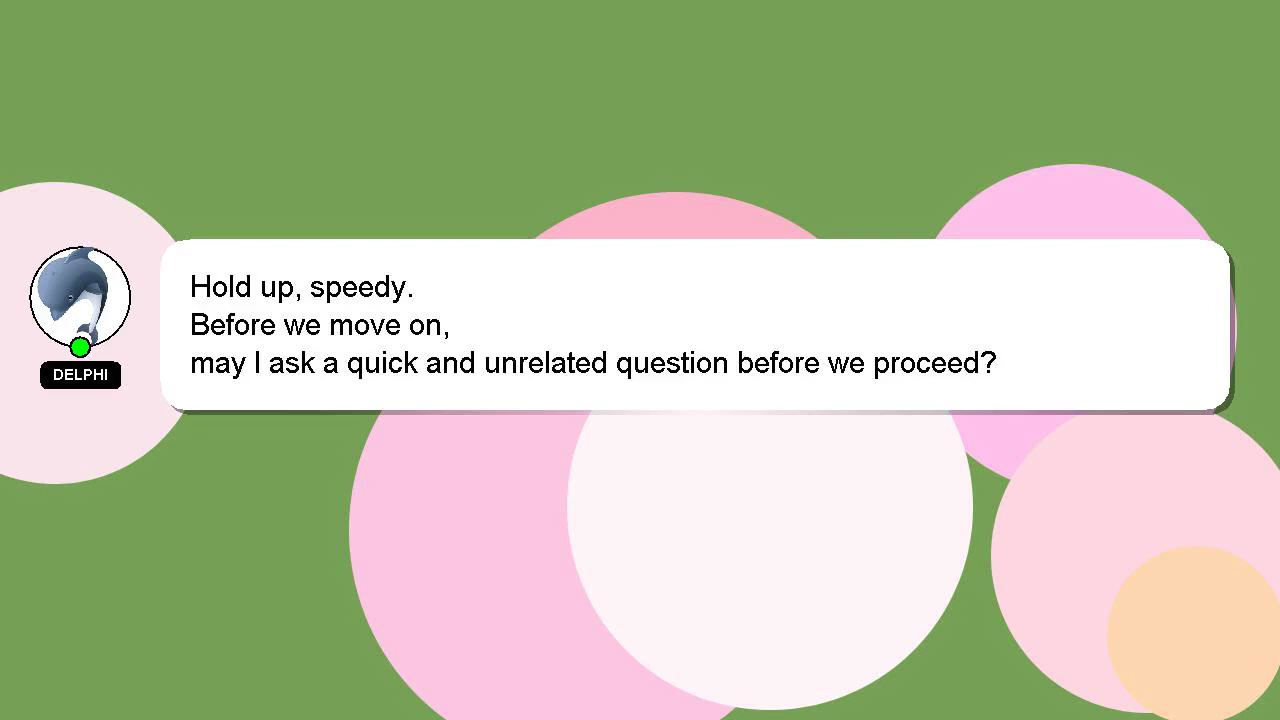 Hold up, speedy.
Before we move on,
may I ask a quick and unrelated question before we proceed?
DELPHI